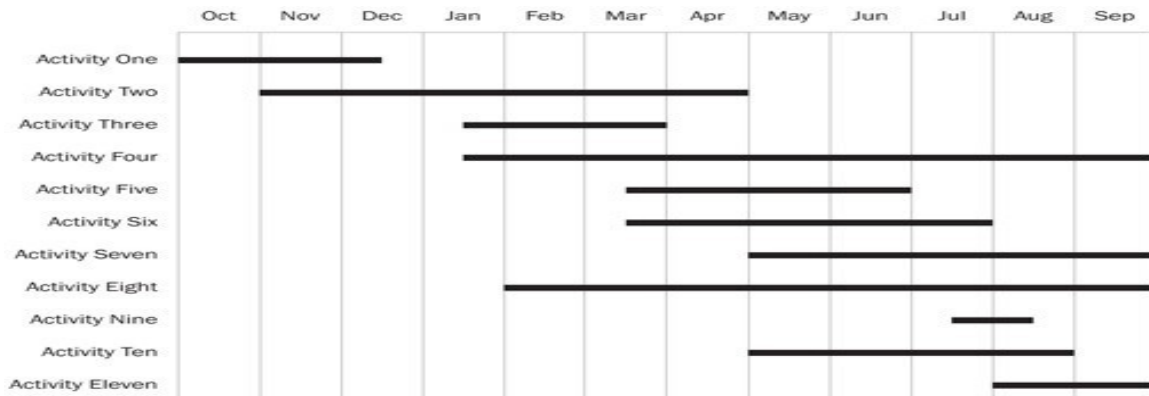 Oct Nov Dec Jan Feb Mar Apr May Jun Jul Aug Sep
Activity One
Activity Two
Activity Three
Activity Four
Activity Five
Activity Six
Activity Seven
Activity Eight
Activity Nine
Activity Ten
Activity Eleven